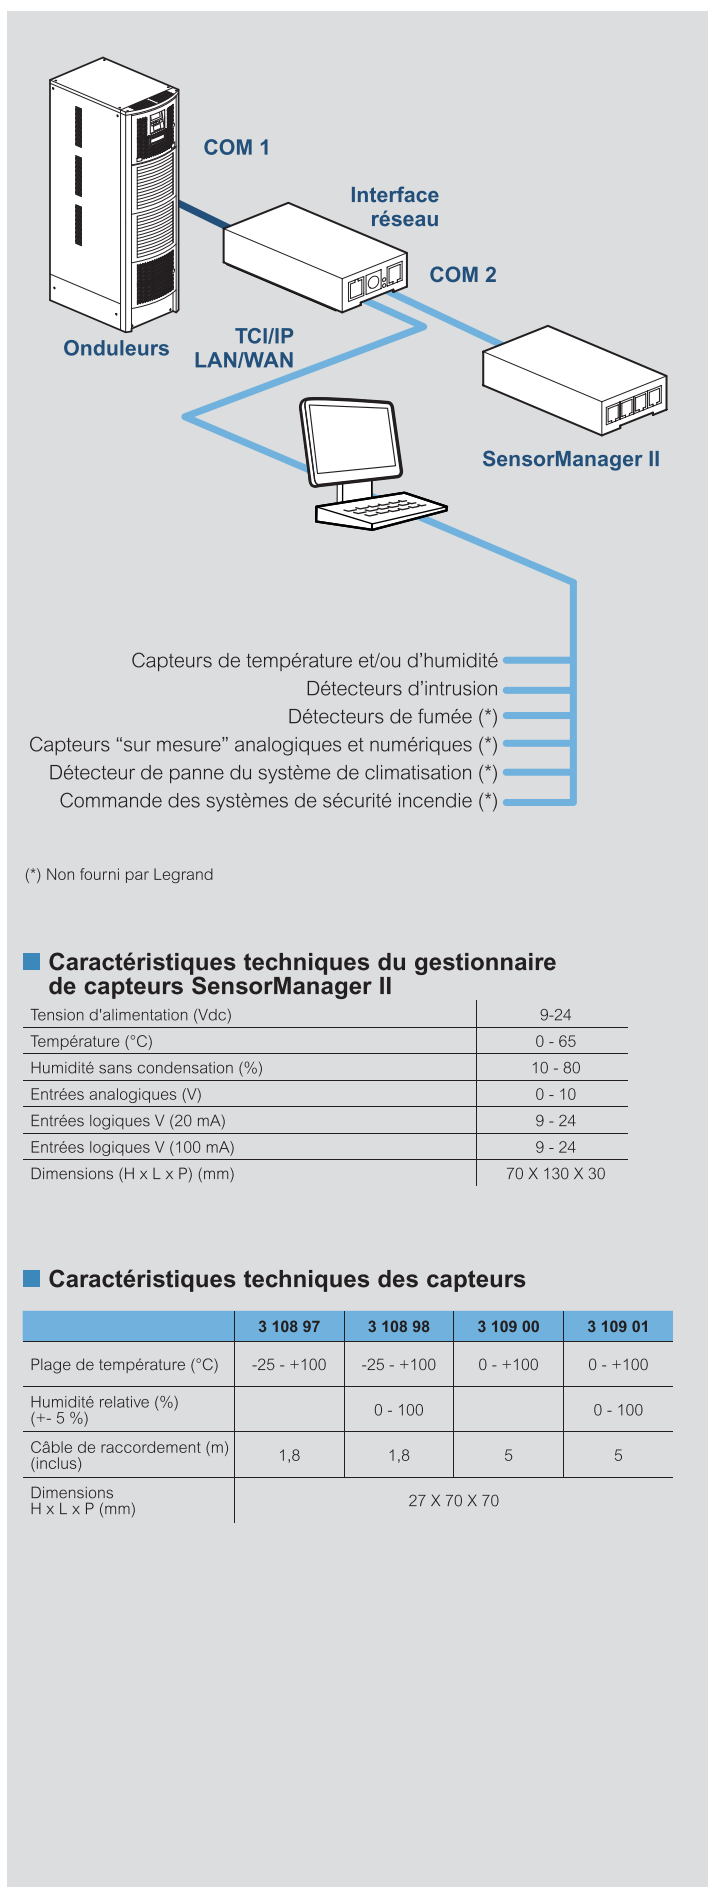 COM 1
Interface
réseau
COM 2
Onduleurs
TCI/IP
LAN/WAN
SensorManager II
Capteurs de température et/ou d’humidité
Détecteurs d’intrusion
Détecteurs de fumée (*)
Capteurs “sur mesure” analogiques et numériques (*)
Détecteur de panne du système de climatisation (*)
Commande des systèmes de sécurité incendie (*)
(*) Non fourni par Legrand
Caractéristiques techniques du gestionnaire
de capteurs SensorManager II
Tension d'alimentation (Vdc) 9-24
Température (°C) 0 - 65
Humidité sans condensation (%) 10 - 80
Entrées analogiques (V) 0 - 10
Entrées logiques V (20 mA) 9 - 24
Entrées logiques V (100 mA) 9 - 24
Dimensions (H x L x P) (mm) 70 X 130 X 30
Caractéristiques techniques des capteurs
3 108 97 3 108 98 3 109 00 3 109 01
Plage de température (°C) -25 - +100 -25 - +100 0 - +100 0 - +100
Humidité relative (%)
(+- 5 %) 0 - 100 0 - 100
Câble de raccordement (m)
(inclus) 1,8 1,8 5 5
Dimensions
H x L x P (mm) 27 X 70 X 70